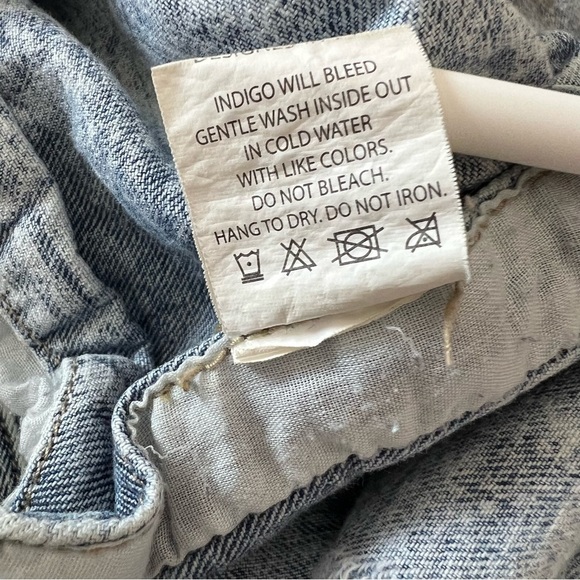 INDIGO WILL BLEED
GENTLE WASH INSIDE OUT
IN COLD WATER
WITH LIKE COLORS.
DO NOT BLEACH.
HANG TO DRY. DO NOT IRON.